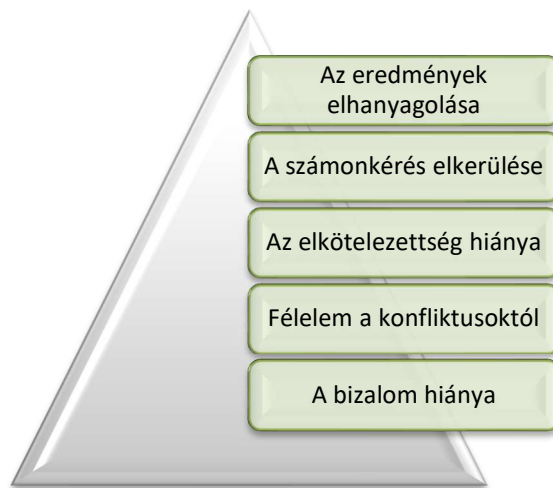 Az eredmények
elhanyagolása
A számonkérés elkerülése
Az elkötelezettség hiánya
Félelem a konfliktusoktól
A bizalom hiánya